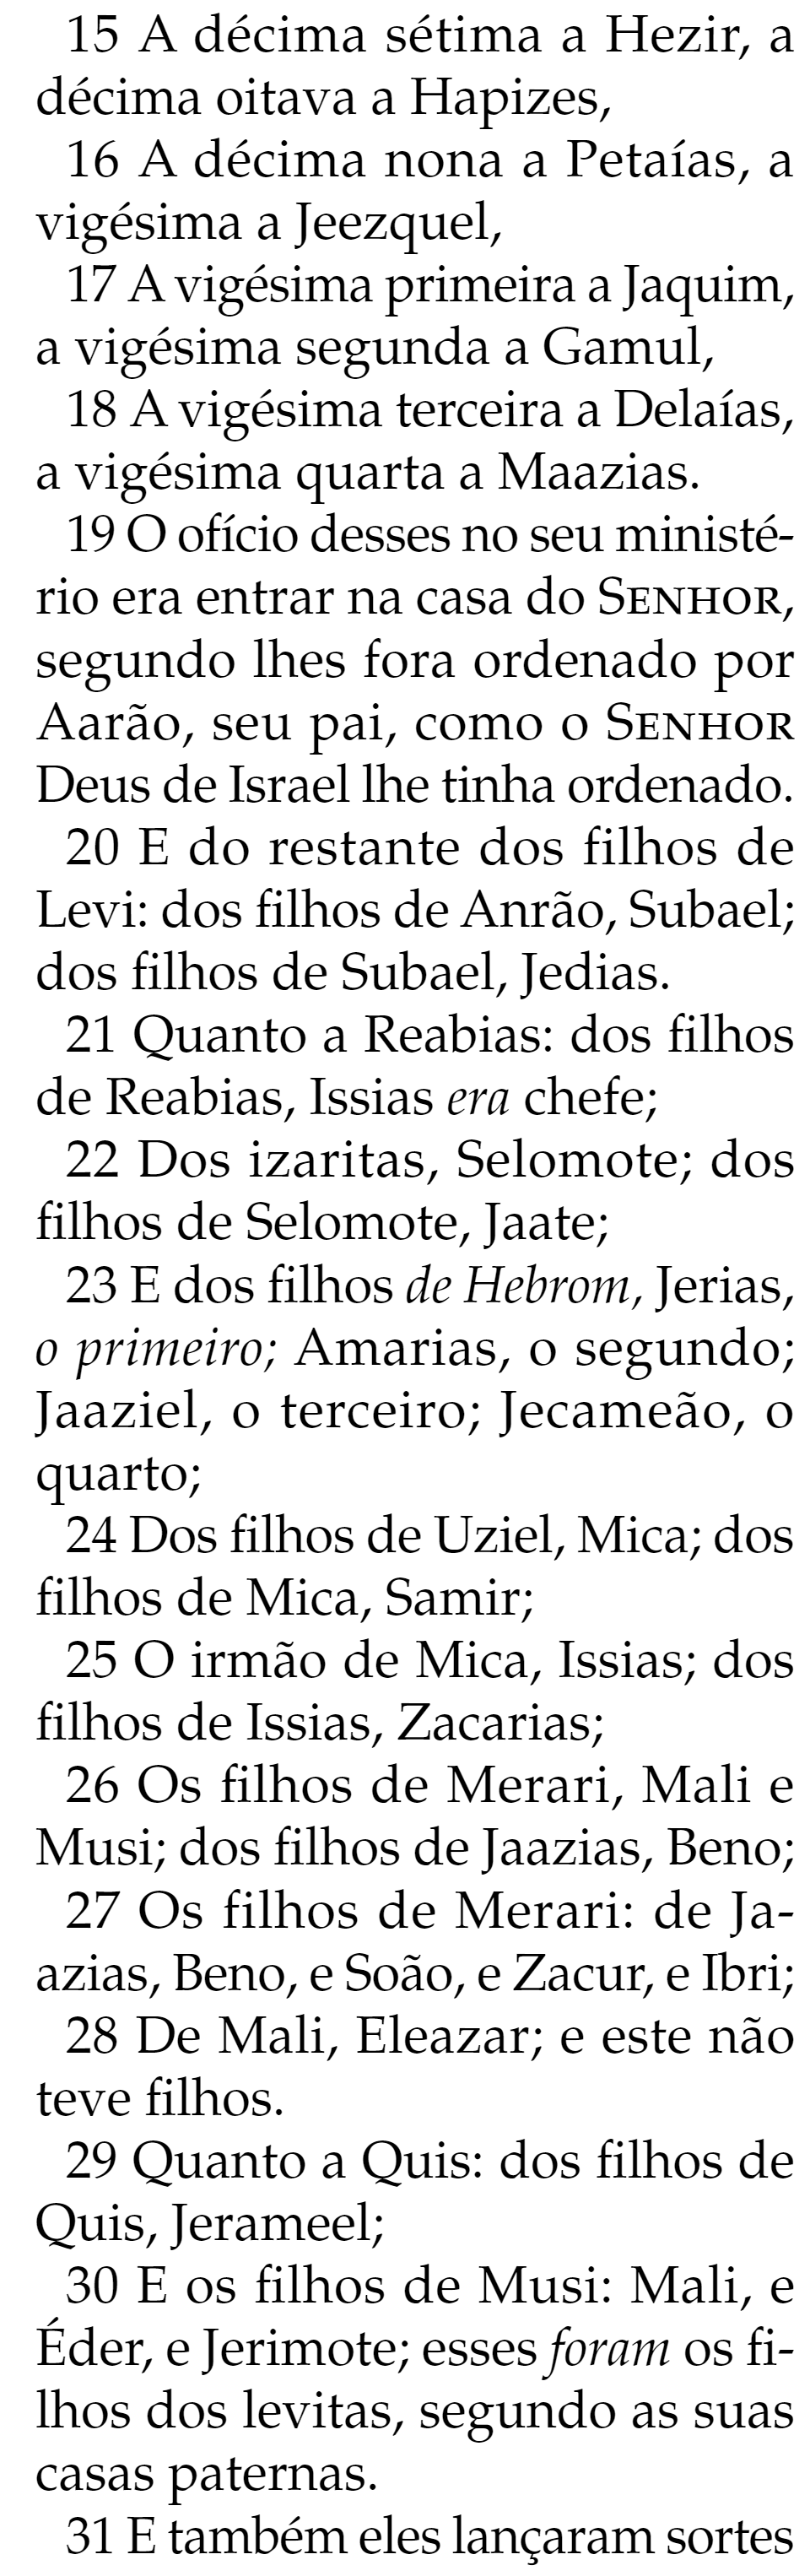 15 A décima sétima a Hezir, a
décima oitava a Hapizes,
16 A décima nona a Petaías, a
vigésima a Jeezquel,
17 A vigésima primeira a Jaquim,
a vigésima segunda a Gamul,
18 A vigésima terceira a Delaías,
a vigésima quarta a Maazias.
19 O ofício desses no seu ministé-
rio era entrar na casa do SENHOR,
segundo lhes fora ordenado por
Aarão, seu pai, como o SENHOR
Deus de Israel lhe tinha ordenado.
20 E do restante dos filhos de
Levi: dos filhos de Anrão, Subael;
dos filhos de Subael, Jedias.
21 Quanto a Reabias: dos filhos
de Reabias, Issias era chefe;
22 Dos izaritas, Selomote; dos
filhos de Selomote, Jaate;
23 E dos filhos de Hebrom, Jerias,
o primeiro; Amarias, o segundo;
Jaaziel, o terceiro; Jecameão, o
quarto;
24 Dos filhos de Uziel, Mica; dos
filhos de Mica, Samir;
25 O irmão de Mica, Issias; dos
filhos de Issias, Zacarias;
26 Os filhos de Merari, Mali e
Musi; dos filhos de Jaazias, Beno;
27 Os filhos de Merari: de Ja-
azias, Beno, e Soão, e Zacur, e Ibri;
28 De Mali, Eleazar; e este não
teve filhos.
29 Quanto a Quis: dos filhos de
Quis, Jerameel;
30 E os filhos de Musi: Mali, e
Éder, e Jerimote; esses foram os fi-
lhos dos levitas, segundo as suas
casas paternas.
31 E também eles lançaram sortes